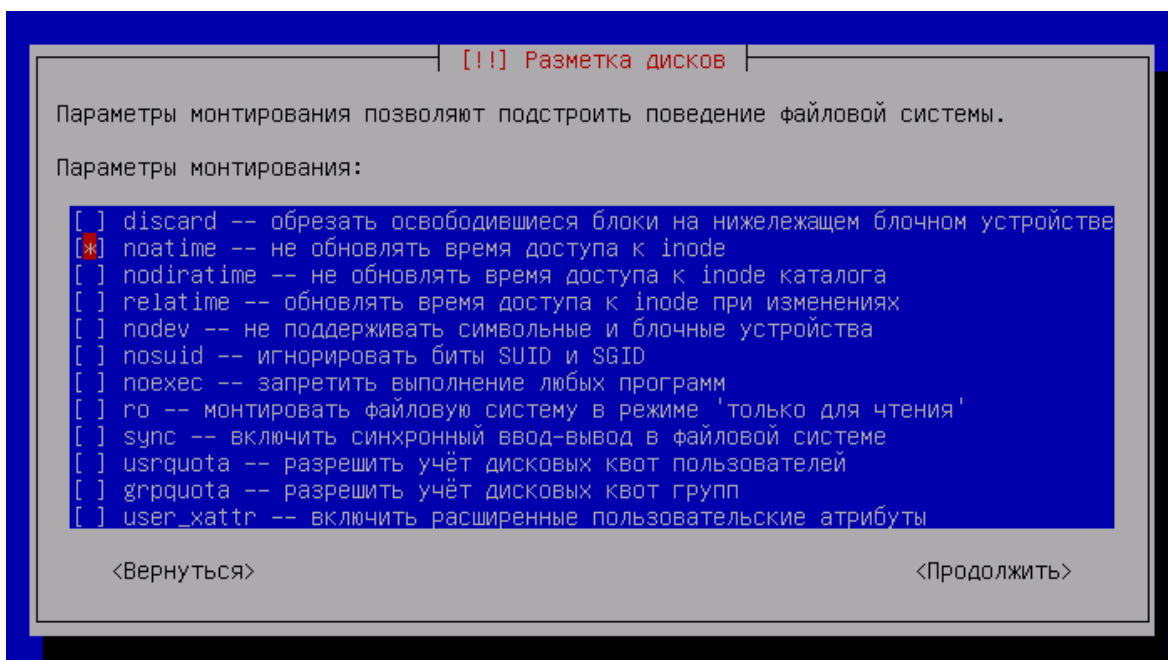 [!!] Разметка дисков
Параметры монтирования позволяют подстроить поведение файловой системы.
Параметры монтирования:
[ ] discard -- обрезать освободившиеся блоки на нижележащем блочном устройстве
[*] noatime -- не обновлять время доступа к inode
[ ] nodiratime -- не обновлять время доступа к inode каталога
[ ] relatime -- обновлять время доступа к inode при изменениях
[ ] nodev -- не поддерживать символьные и блочные устройства
[ ] nosuid -- игнорировать биты SUID и SGID
[ ] noexec -- запретить выполнение любых программ
[ ] ro -- монтировать файловую систему в режиме 'только для чтения'
[ ] sync -- включить синхронный ввод-вывод в файловой системе
[ ] usrquota -- разрешить учёт дисковых квот пользователей
[ ] grpquota -- разрешить учёт дисковых квот групп
[ ] user_xattr -- включить расширенные пользовательские атрибуты
<Вернуться> <Продолжить>